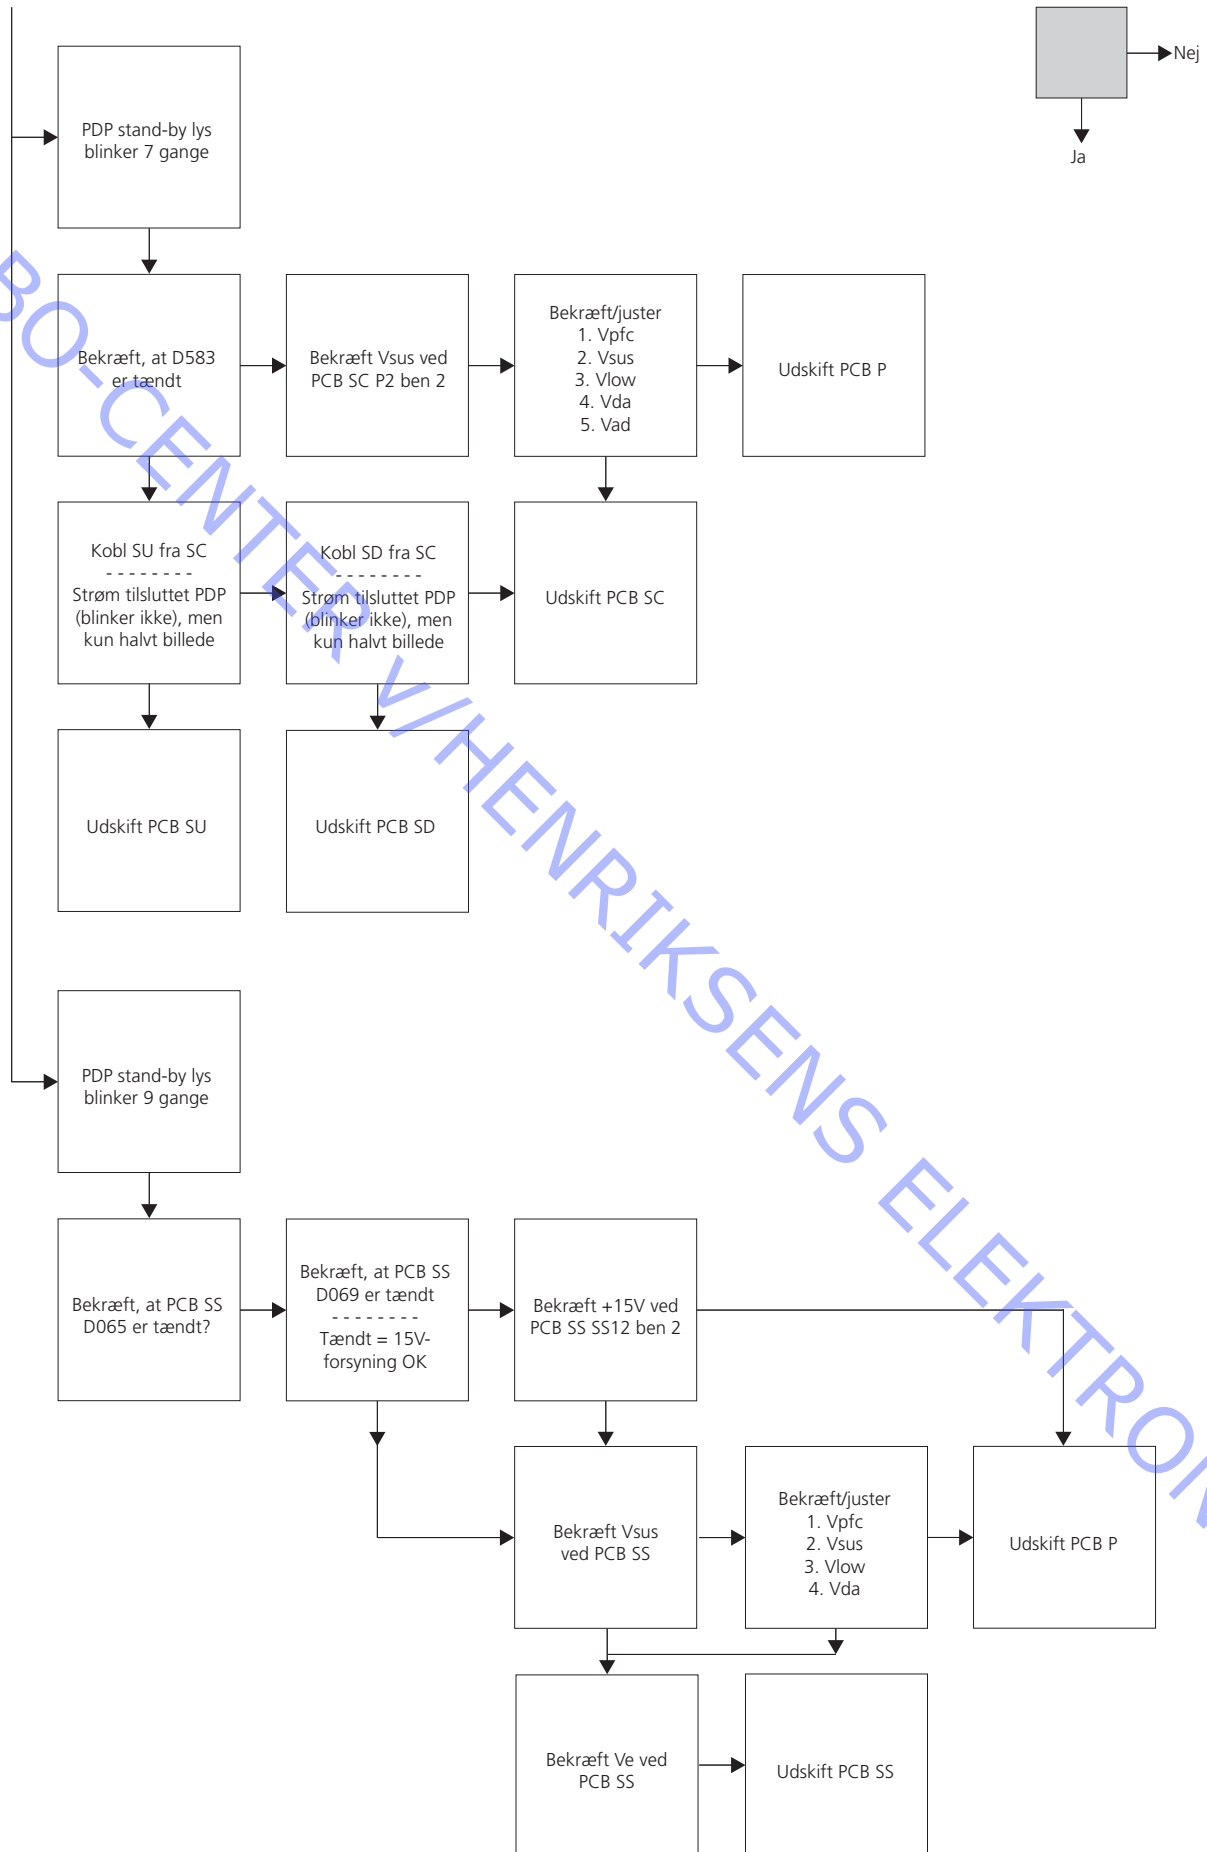 Nej
Ja
PDP stand-by lys
blinker 7 gange
Bekræft, at D583
er tændt
Bekræft Vsus ved
PCB SC P2 ben 2
Bekræft/juster
1. Vpfc
2. Vsus
3. Vlow
4. Vda
5. Vad
Udskift PCB P
Kobl SU fra SC
- - - - - - - -
Strøm tilsluttet PDP
(blinker ikke), men
kun halvt billede
Kobl SD fra SC
- - - - - - - -
Strøm tilsluttet PDP
(blinker ikke), men
kun halvt billede
Udskift PCB SC
Udskift PCB SU
Udskift PCB SD
PDP stand-by lys
blinker 9 gange
Bekræft, at PCB SS
D065 er tændt?
Bekræft, at PCB SS
D069 er tændt
- - - - - - - -
Tændt = 15V-
forsyning OK
Bekræft +15V ved
PCB SS SS12 ben 2
Bekræft Vsus
ved PCB SS
Bekræft/juster
1. Vpfc
2. Vsus
3. Vlow
4. Vda
Udskift PCB P
Bekræft Ve ved
PCB SS
Udskift PCB SS
BO-CENTER v/HENRIKSENS ELEKTRON